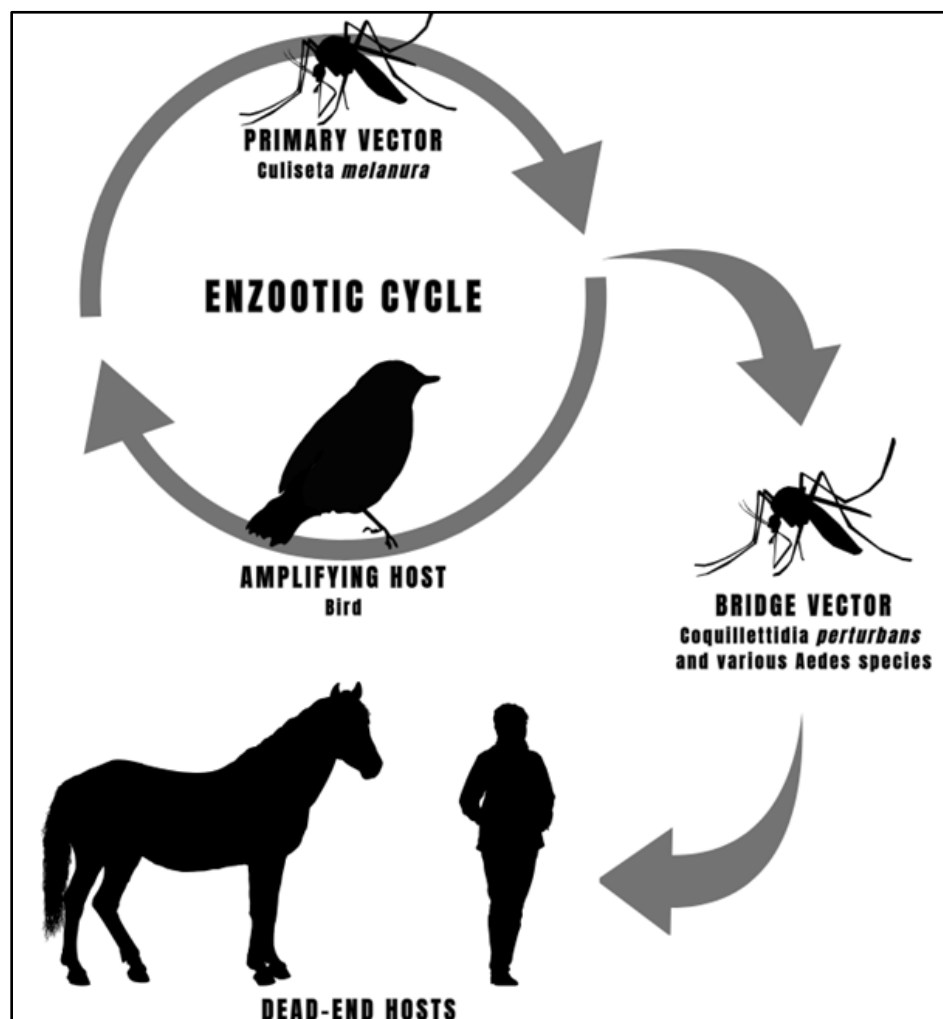 PRIMARY VECTOR
Culiseta melanura
ENZOOTIC CYCLE
AMPLIFYING HOST
Bird
BRIDGE VECTOR
Coquillettidia perturbans
and various Aedes species
DEAD-END HOSTS